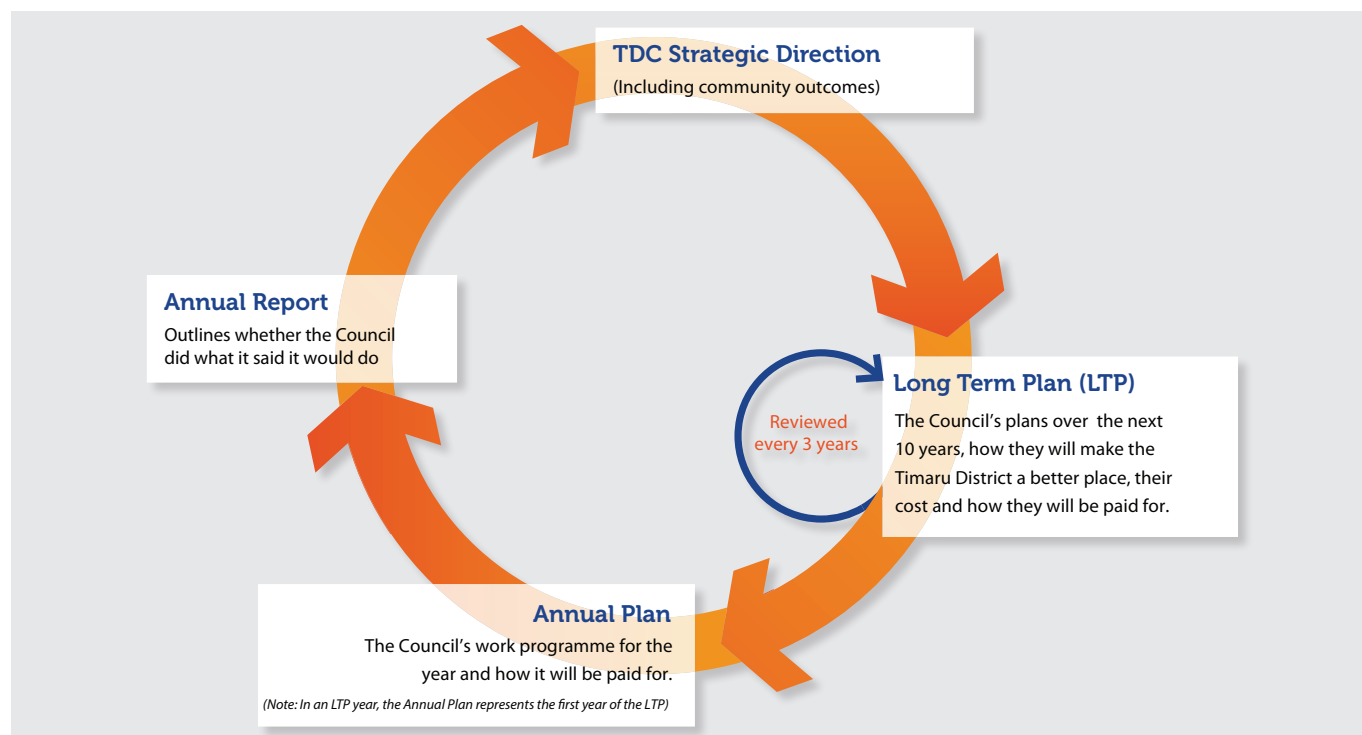 TDC Strategic Direction
(Including community outcomes)
Annual Report
Outlines whether the Council
did what it said it would do
Reviewed
every 3 years
Long Term Plan (LTP)
The Council’s plans over the next
10 years, how they will make the
Timaru District a better place, their
cost and how they will be paid for.
Annual Plan
The Council’s work programme for the
year and how it will be paid for.
(Note: In an LTP year, the Annual Plan represents the first year of the LTP)